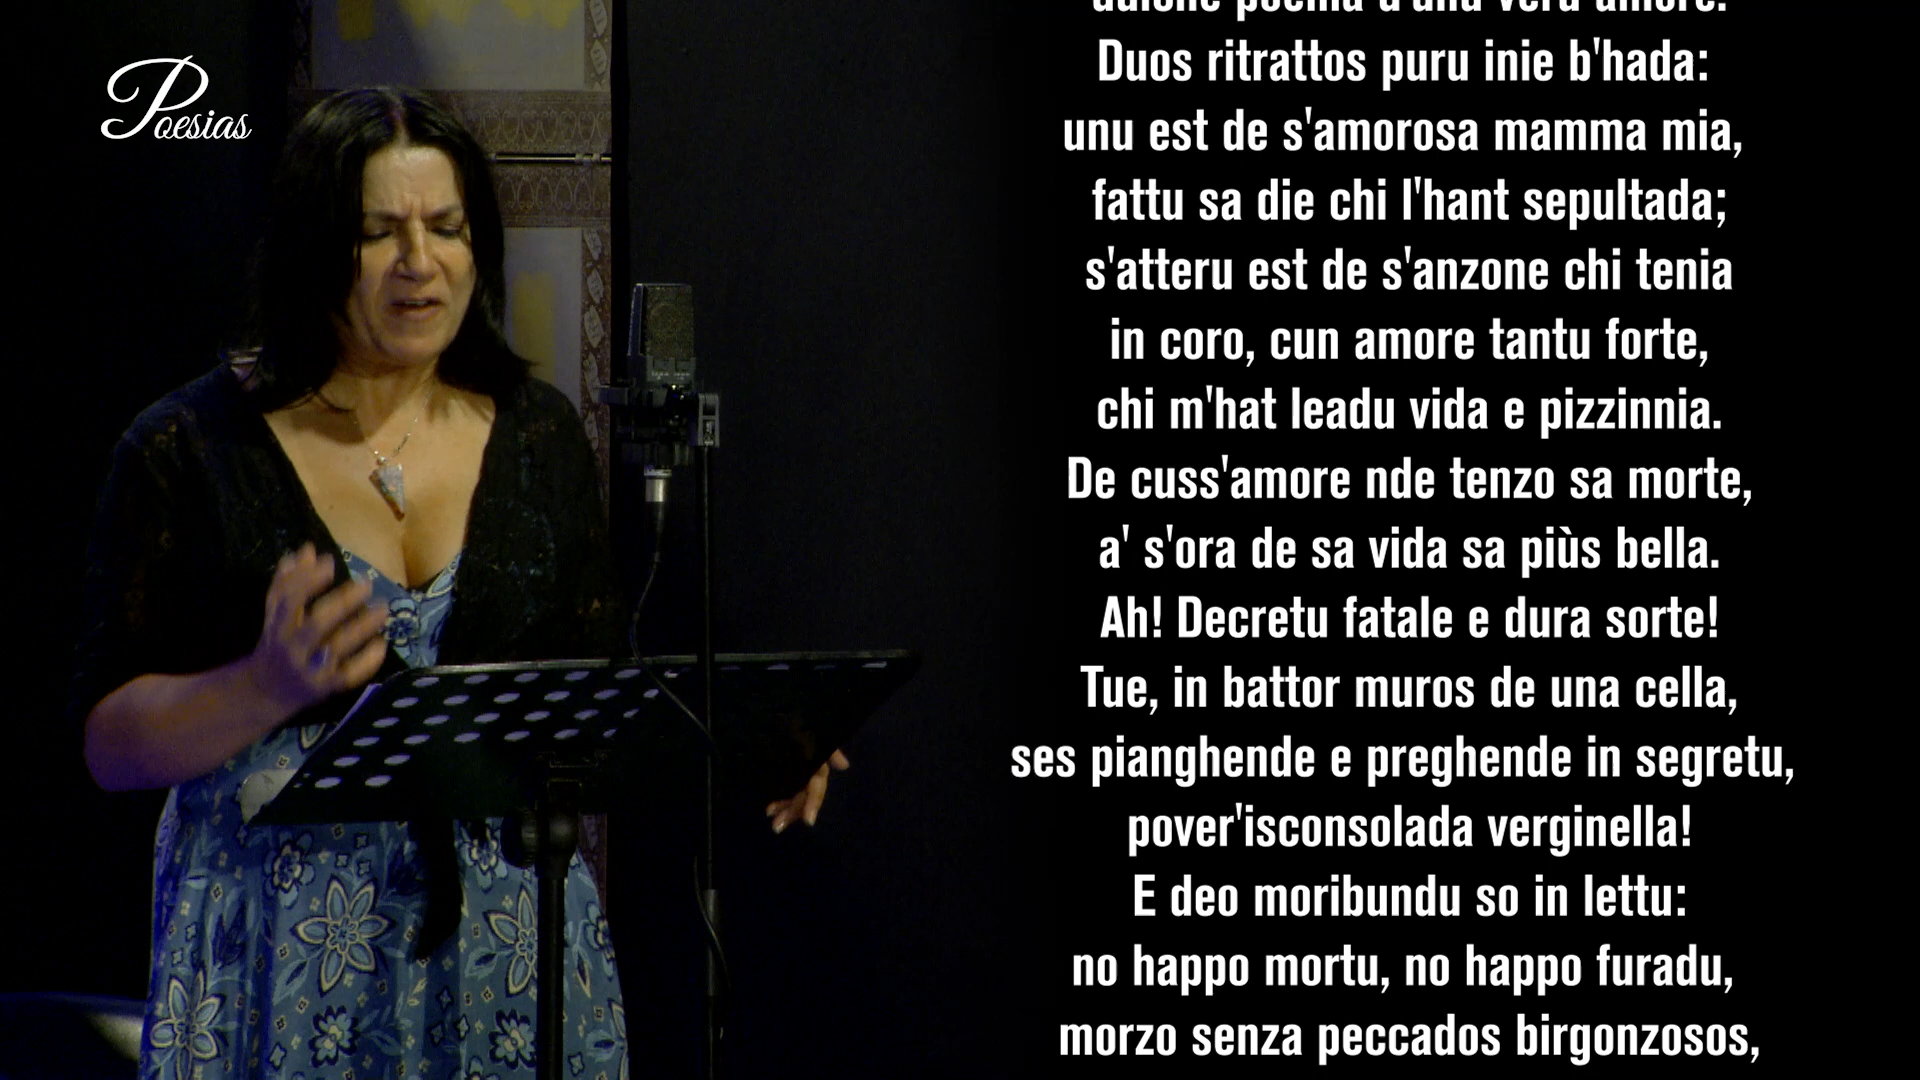 Poesias
poema d'unu veru amore.
Duos ritrattos puru inie b'hada:
unu est de s'amorosa mamma mia,
fattu sa die chi l'hant sepultada;
s'atteru est de s'anzone chi tenia
in coro, cun amore tantu forte,
chi m'hat leadu vida e pizzinnia.
De cuss'amore nde tenzo sa morte,
a' s'ora de sa vida sa piùs bella.
Ah! Decretu fatale e dura sorte!
Tue, in battor muros de una cella,
ses pianghende e preghende in segretu,
pover'isconsolada verginella!
E deo moribundu so in lettu:
no happo mortu, no happo furadu,
morzo senza peccados birgonzosos,